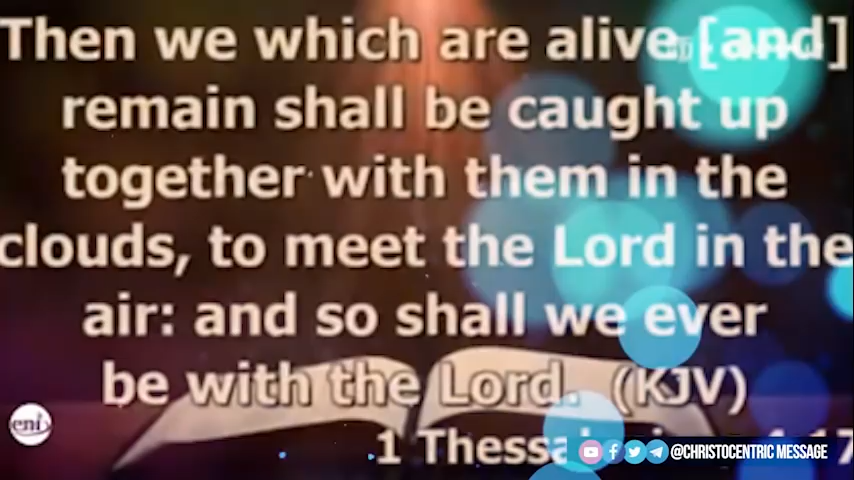 Then we which are alive [and]
remain shall be caught up
together with them in the
clouds, to meet the Lord in the
air: and so shall we ever
be with the Lord. (KJV)
eni
1 4:17
@CHRISTOCENTRIC MESSAGE